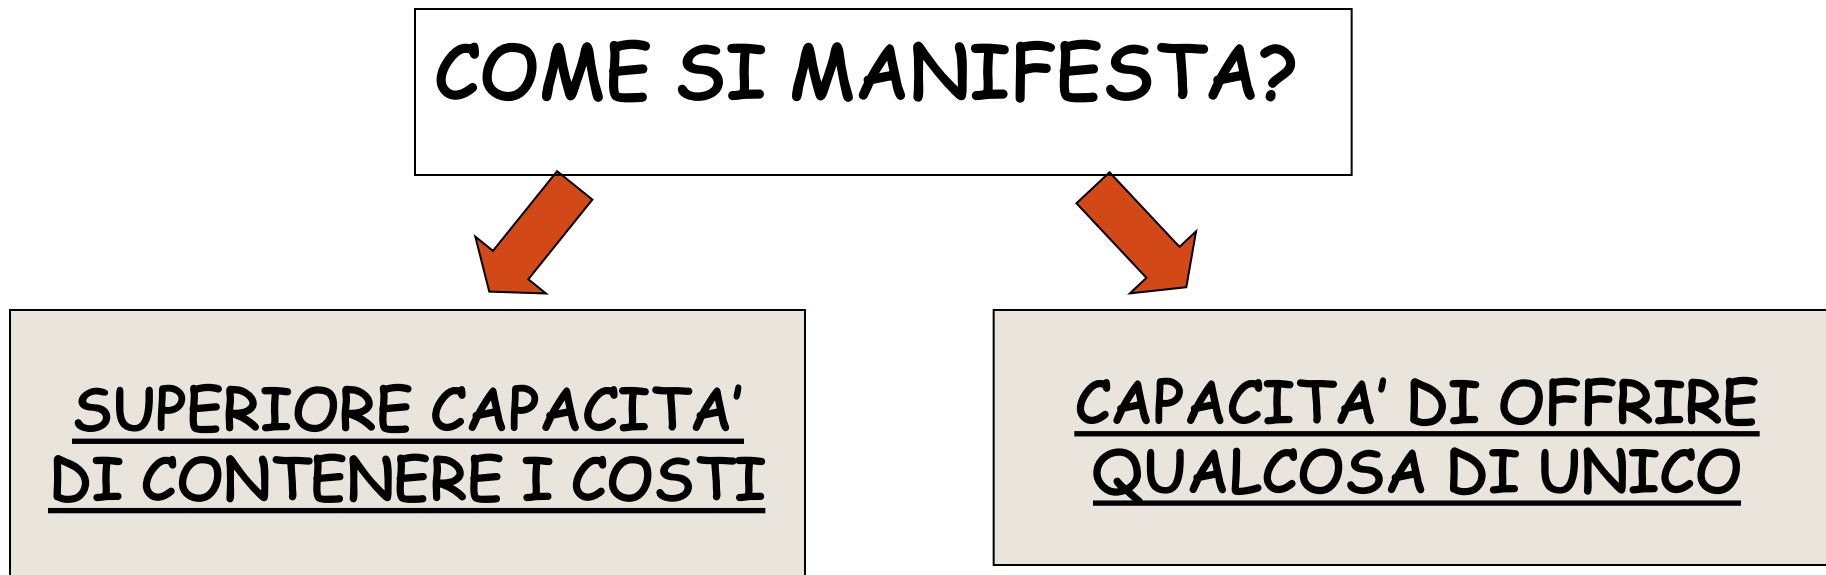 COME SI MANIFESTA?
SUPERIORE CAPACITA’
DI CONTENERE I COSTI
CAPACITA’ DI OFFRIRE
QUALCOSA DI UNICO